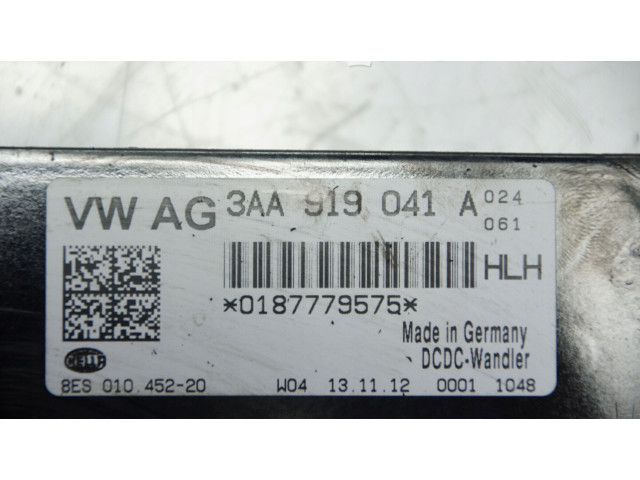 VW AG 3AA 919 041 A 024
061
HLH
*0187779575*
Made in Germany
DCDC-Wandler
HELLA
8ES 010.452-20 W04 13.11.12 0001 1048